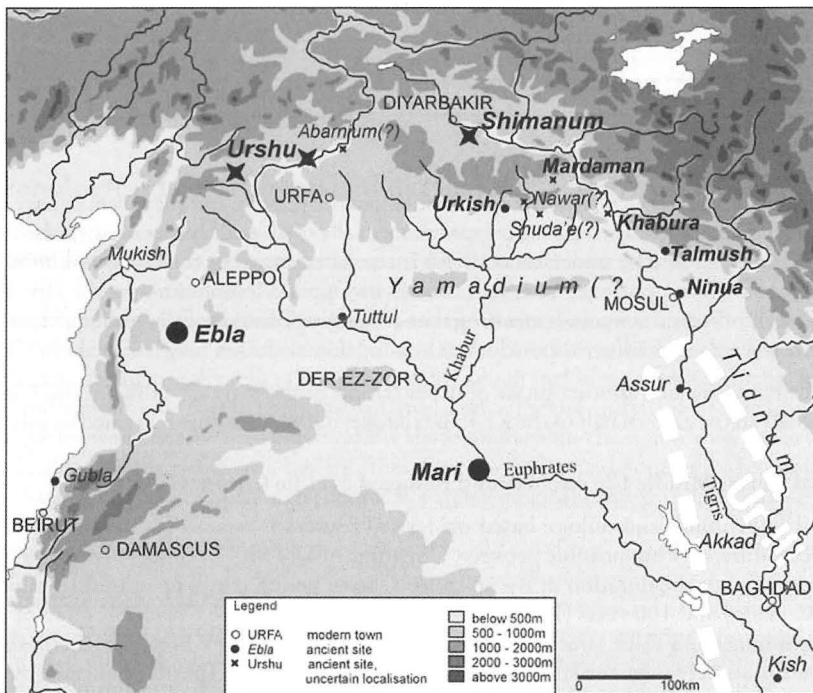 DIYARBAKIR
Shimanum
Abarnium(?)
Urshu
Mardaman
URFA
Urkish
Nawar(?)
Khabura
Shuda'e(?)
Talmush
Mukish
ALEPPO
Yamadium(?)
Ninua
MOSUL
Tuttul
Ebla
Khabur
Tidnum
DER EZ-ZOR
Assur
Mari
Euphrates
Gubla
Tigris
BEIRUT
Akkad
DAMASCUS
BAGHDAD
Kish
Legend
URFA modern town
Ebla ancient site
Urshu ancient site,
uncertain localisation
below 500m
500 - 1000m
1000 - 2000m
2000 - 3000m
above 3000m
0 100km